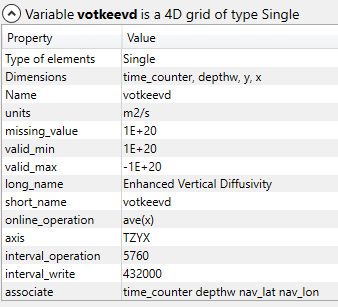 Variable votkeevd is a 4D grid of type Single
Property Value
Type of elements Single
Dimensions time_counter, depthw, y, x
Name votkeevd
units m2/s
missing_value 1E+20
valid_min 1E+20
valid_max -1E+20
long_name Enhanced Vertical Diffusivity
short_name votkeevd
online_operation ave(x)
axis TZYX
interval_operation 5760
interval_write 432000
associate time_counter depthw nav_lat nav_lon